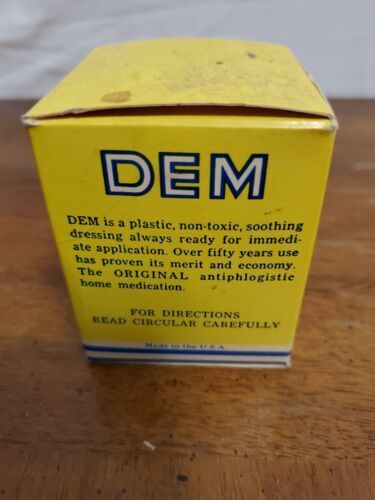 DEM
DEM is a plastic, non-toxic, soothing
dressing always ready for immedi-
ate application. Over fifty years use
has proven its merit and economy.
The ORIGINAL antiphlogistic
home medication.
FOR DIRECTIONS
READ CIRCULAR CAREFULLY
Made in the U.S.A.